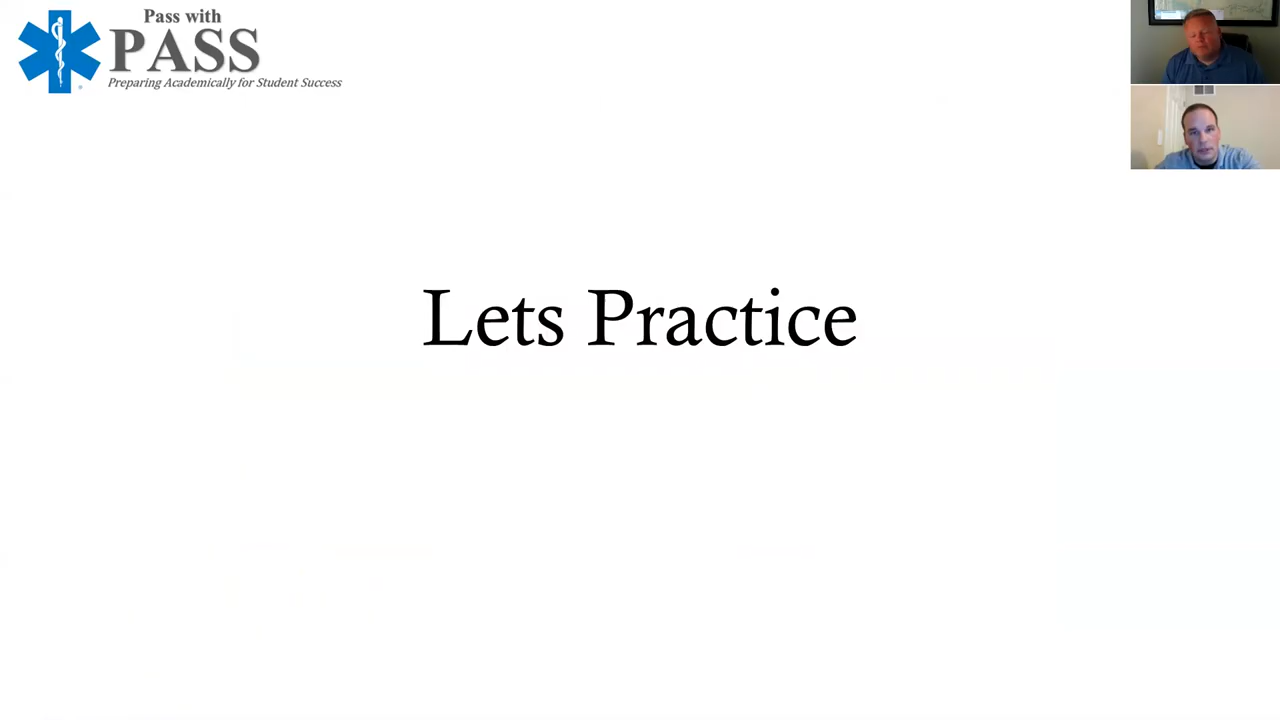 Pass with
PASS
Preparing Academically for Student Success
Lets Practice